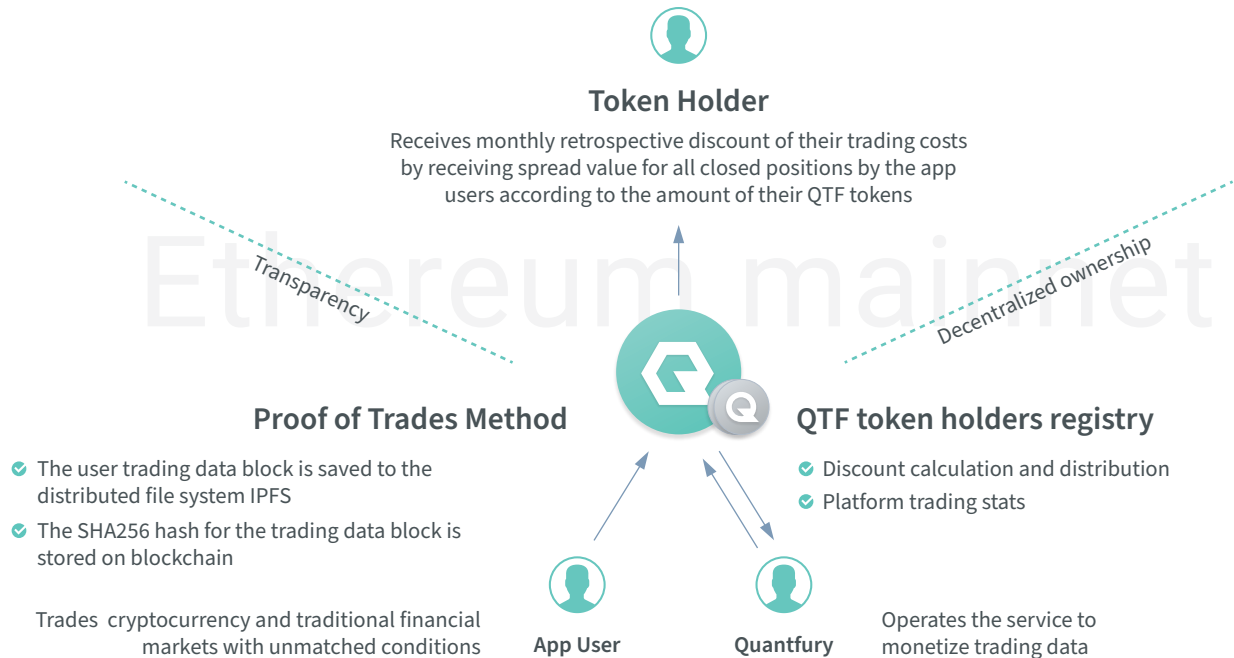 Token Holder
Receives monthly retrospective discount of their trading costs
by receiving spread value for all closed positions by the app
users according to the amount of their QTF tokens
Ethereum mainnet
Transparency
Decentralized ownership
Proof of Trades Method
The user trading data block is saved to the
distributed file system IPFS
The SHA256 hash for the trading data block is
stored on blockchain
QTF token holders registry
Discount calculation and distribution
Platform trading stats
Trades cryptocurrency and traditional financial
markets with unmatched conditions
App User
Quantfury
Operates the service to
monetize trading data